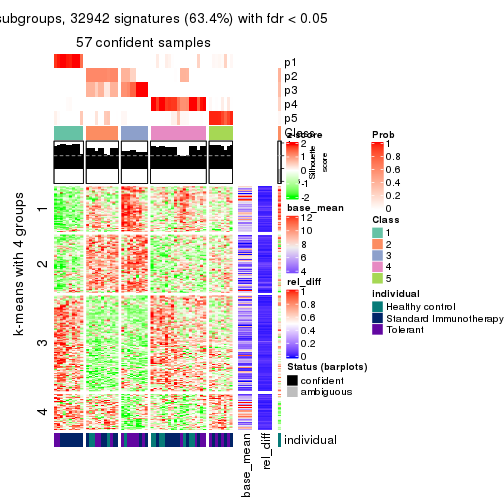 subgroups, 32942 signatures (63.4%) with fdr < 0.05
57 confident samples
p1
p2
p3
p4
p5
Class
Silhouette
score
k-means with 4 groups
1
2
3
4
base_mean
rel_diff
individual
z-score
2
1
0
-1
-2
base_mean
12
10
8
6
4
rel_diff
1
0.8
0.6
0.4
0.2
0
Status (barplots)
confident
ambiguous
Prob
1
0.8
0.6
0.4
0.2
0
Class
1
2
3
4
5
individual
Healthy control
Standard Immunotherapy
Tolerant